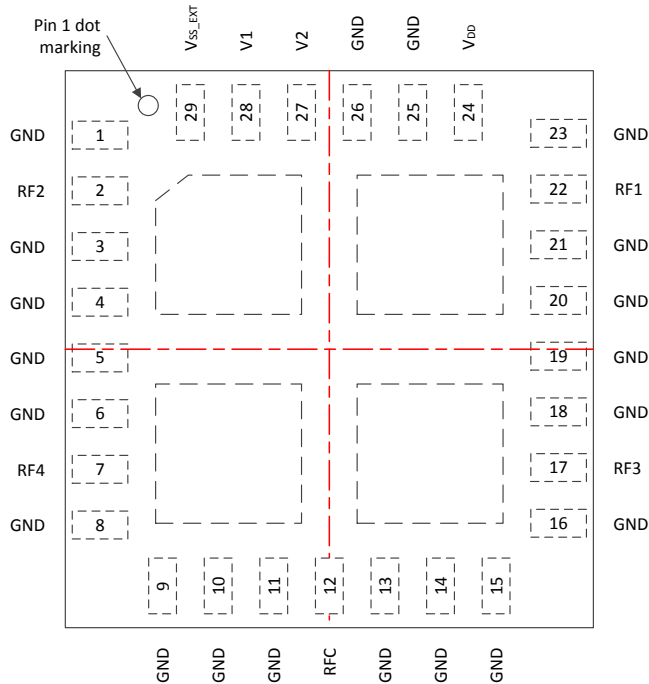 Pin 1 dot
marking
VSS_EXT
V1
V2
GND
GND
VDD
29
28
27
26
25
24
GND 1
23 GND
RF2 2
22 RF1
GND 3
21 GND
GND 4
20 GND
GND 5
19 GND
GND 6
18 GND
RF4 7
17 RF3
GND 8
16 GND
9
10
11
12
13
14
15
GND
GND
GND
RFC
GND
GND
GND